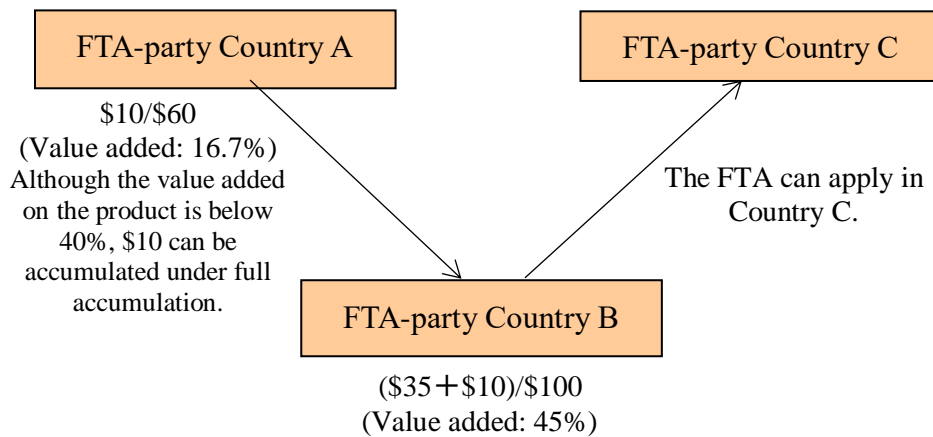 FTA-party Country A
FTA-party Country C
$10/$60
(Value added: 16.7%)
Although the value added
on the product is below
40%, $10 can be
accumulated under full
accumulation.
The FTA can apply in
Country C.
FTA-party Country B
($35＋$10)/$100
(Value added: 45%)